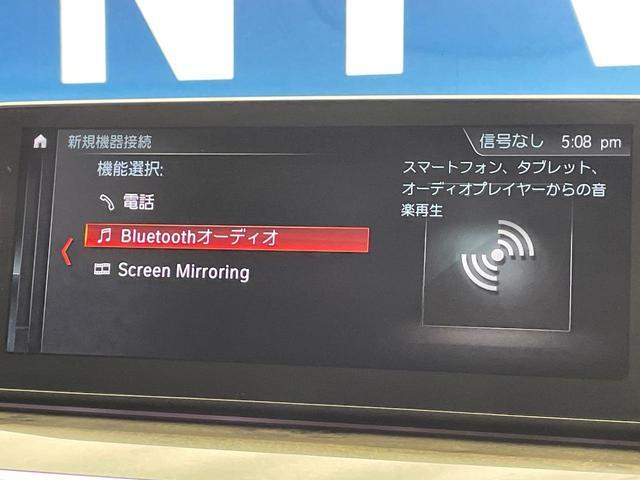 新規機器接続
信号なし 5:08 pm
機能選択:
電話
Bluetoothオーディオ
Screen Mirroring
スマートフォン、タブレット、
オーディオプレイヤーからの音
楽再生